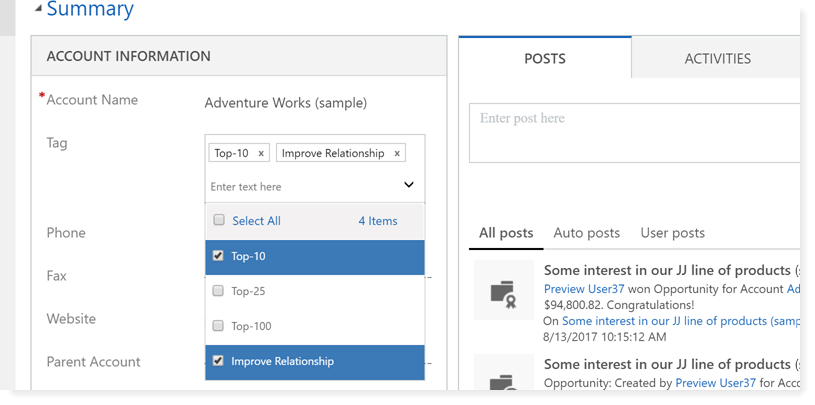 Summary
ACCOUNT INFORMATION
*Account Name
Adventure Works (sample)
Tag
Top-10 x
Improve Relationship x
Enter text here
Select All
4 Items
Top-10
Top-25
Top-100
Improve Relationship
Phone
Fax
Website
Parent Account
POSTS
ACTIVITIES
Enter post here
All posts
Auto posts
User posts
Some interest in our JJ line of products (
Preview User37 won Opportunity for Account Ad
$94,800.82. Congratulations!
On Some interest in our JJ line of products (samp
8/13/2017 10:15:12 AM
Some interest in our JJ line of products (
Opportunity: Created by Preview User37 for Acco